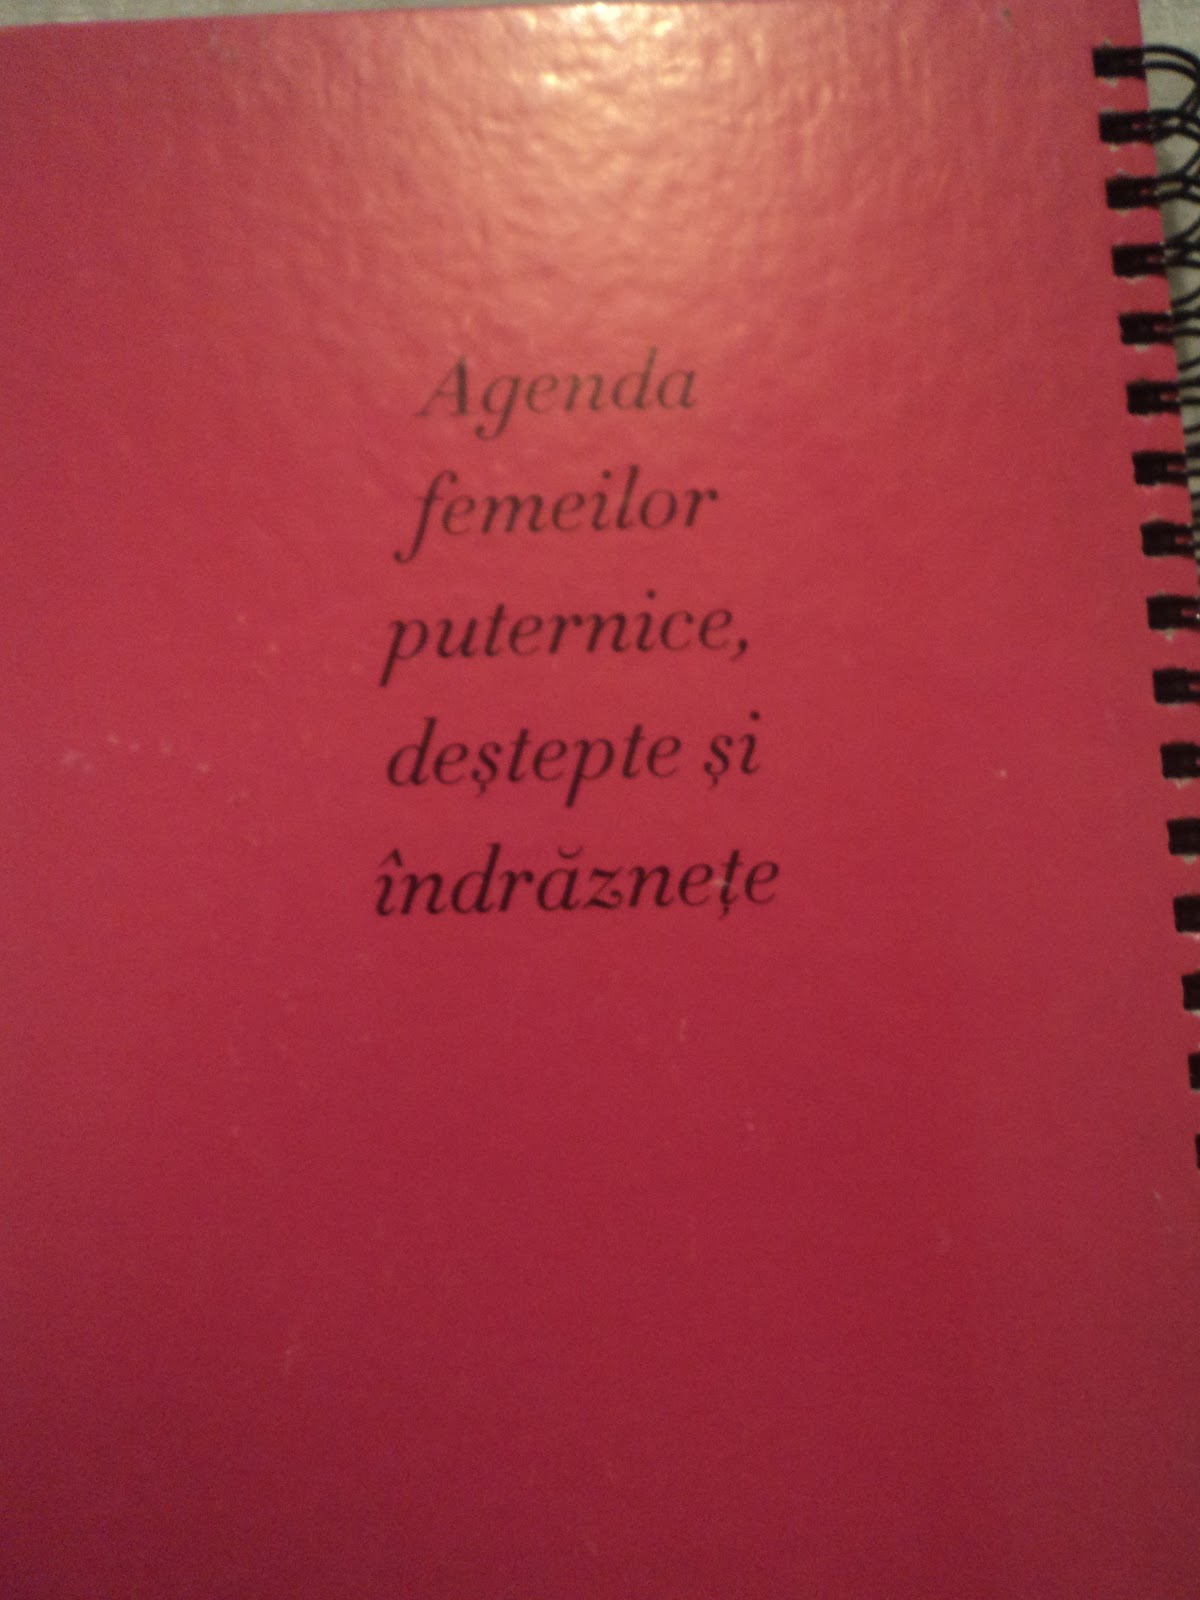 Agenda
femeilor
puternice,
deștepte și
îndrăznețe